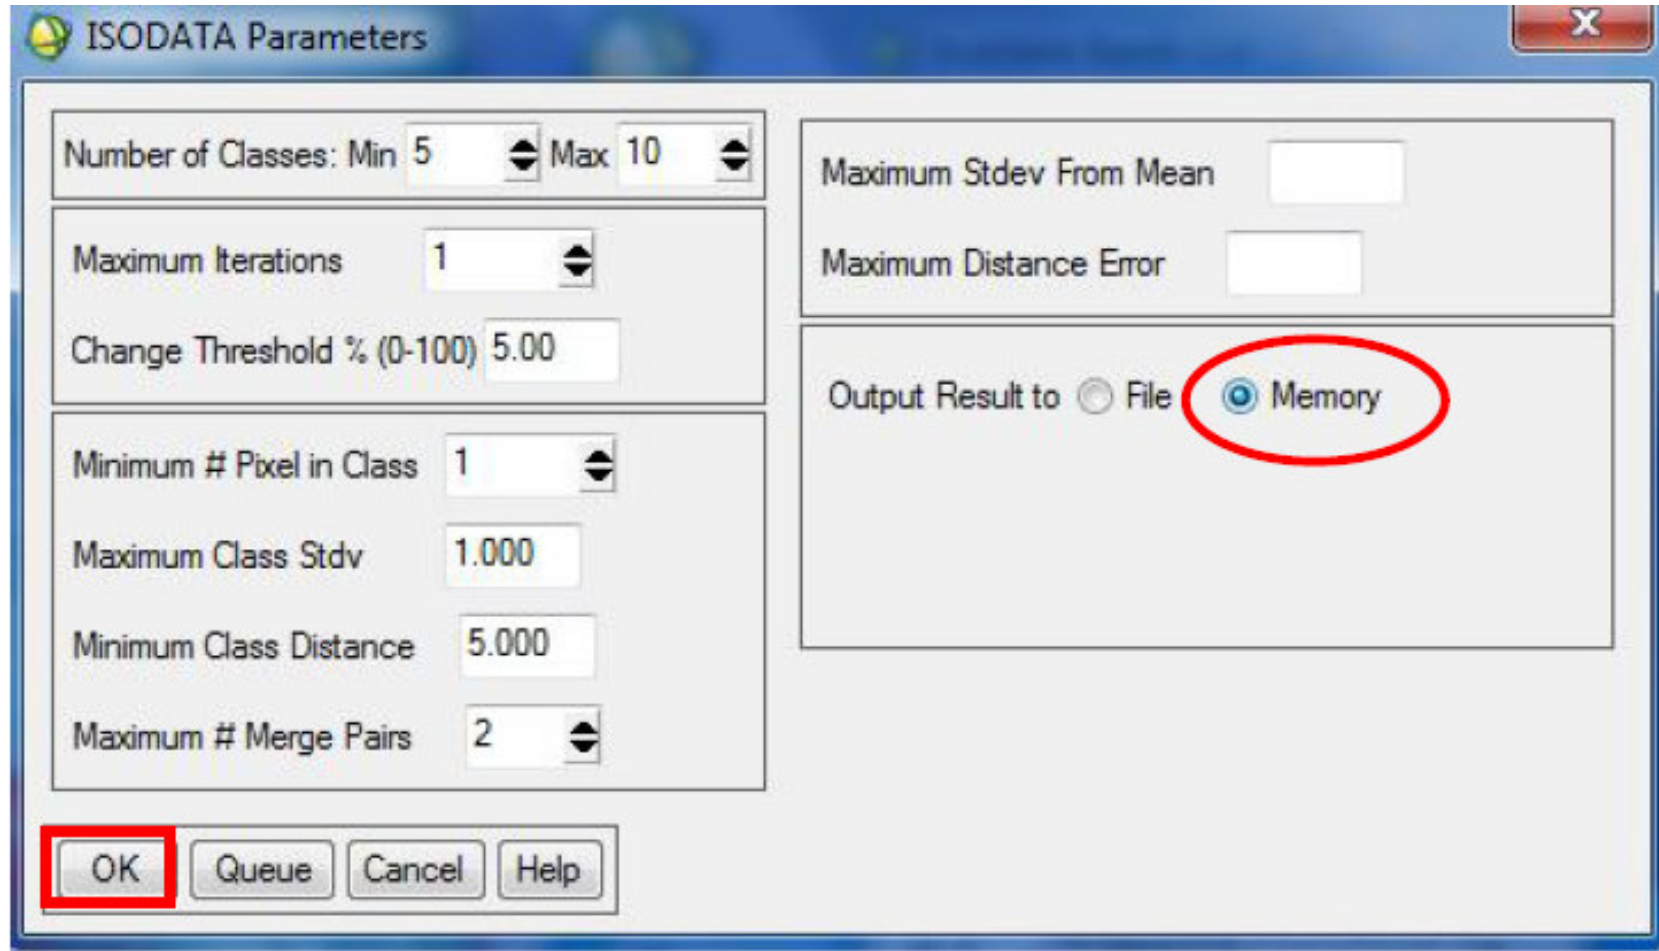 ISODATA Parameters
Number of Classes: Min 5 Max 10
Maximum Iterations 1
Change Threshold % (0-100) 5.00
Minimum # Pixel in Class 1
Maximum Class Stdv 1.000
Minimum Class Distance 5.000
Maximum # Merge Pairs 2
Maximum Stdev From Mean
Maximum Distance Error
Output Result to File Memory
OK Queue Cancel Help